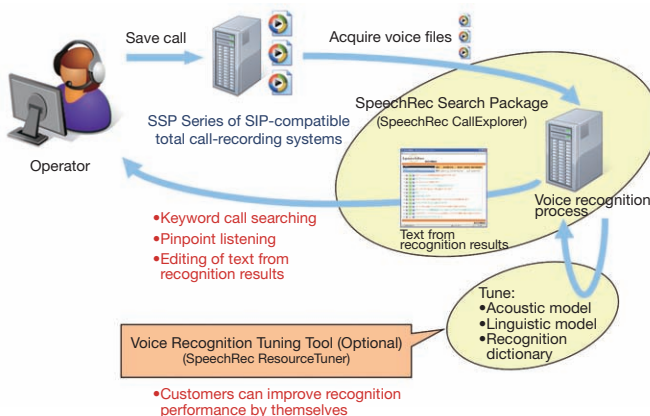 Save call
Acquire voice files
SpeechRec Search Package
(SpeechRec CallExplorer)
SSP Series of SIP-compatible
total call-recording systems
Operator
Voice recognition
process
Text from
recognition results
•Keyword call searching
•Pinpoint listening
•Editing of text from
recognition results
Tune:
•Acoustic model
•Linguistic model
•Recognition
dictionary
Voice Recognition Tuning Tool (Optional)
(SpeechRec ResourceTuner)
•Customers can improve recognition
performance by themselves